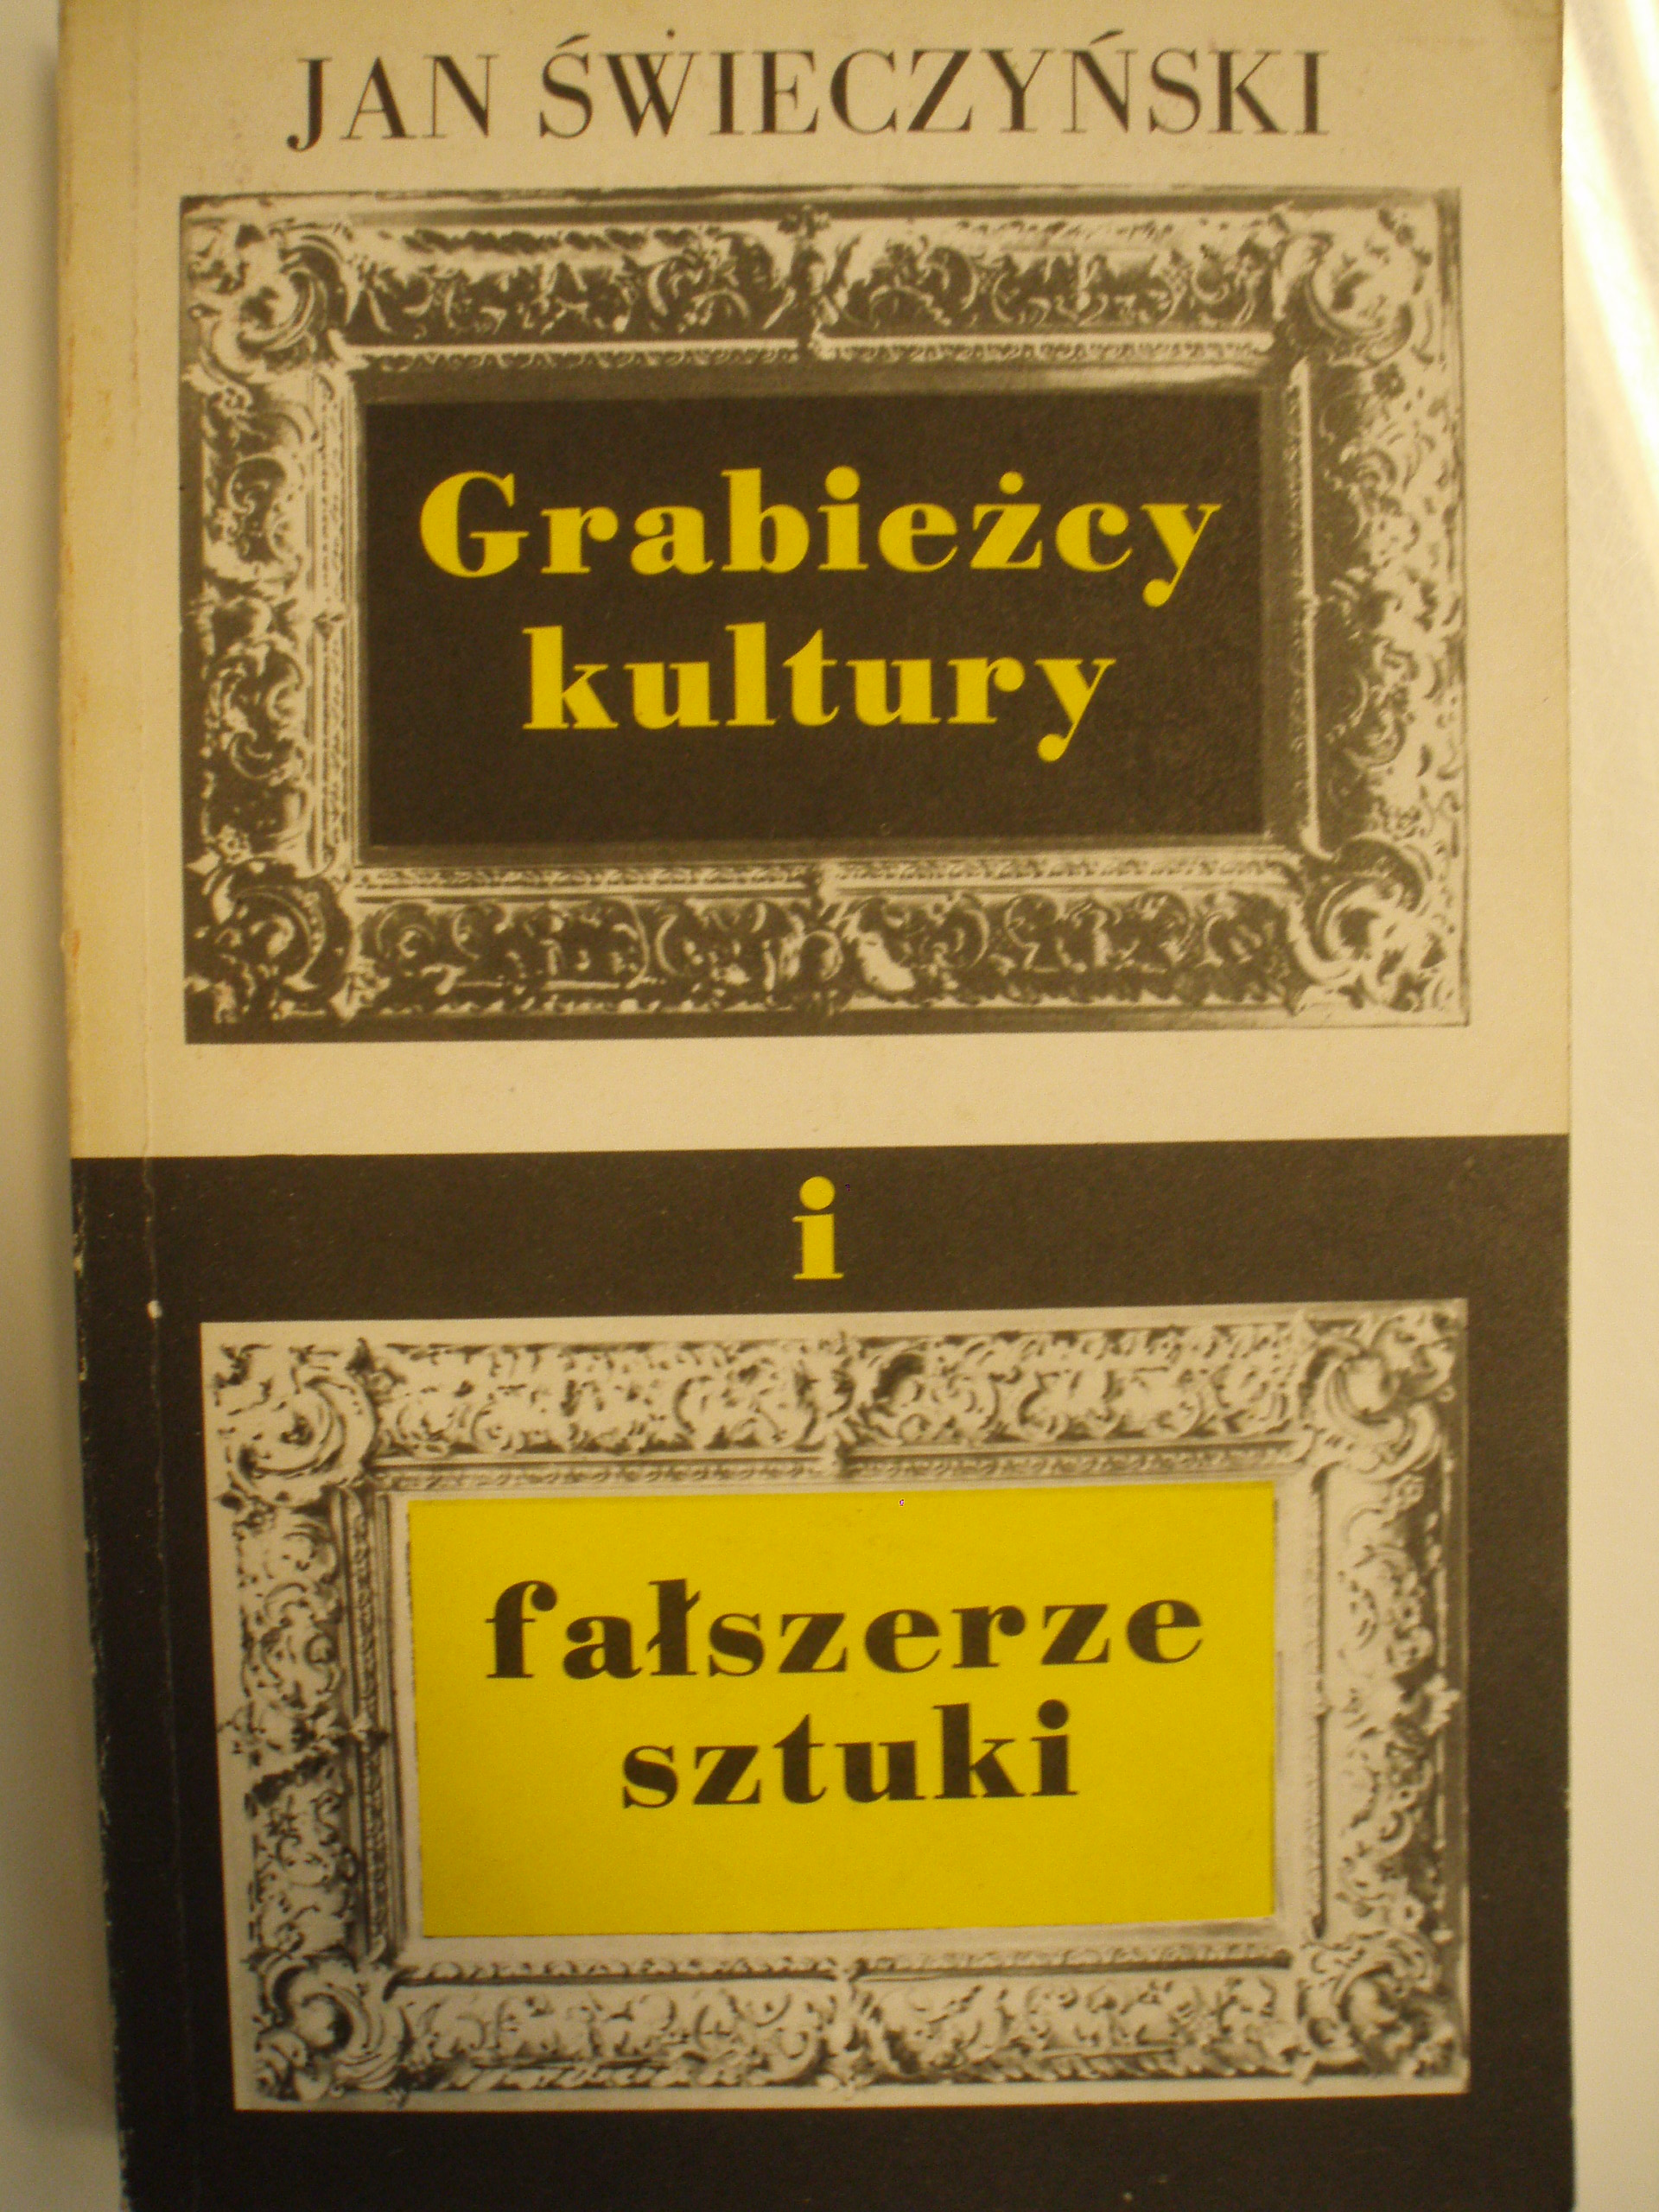 JAN ŚWIECZYŃSKI
Grabieżcy
kultury
i
fałszerze
sztuki